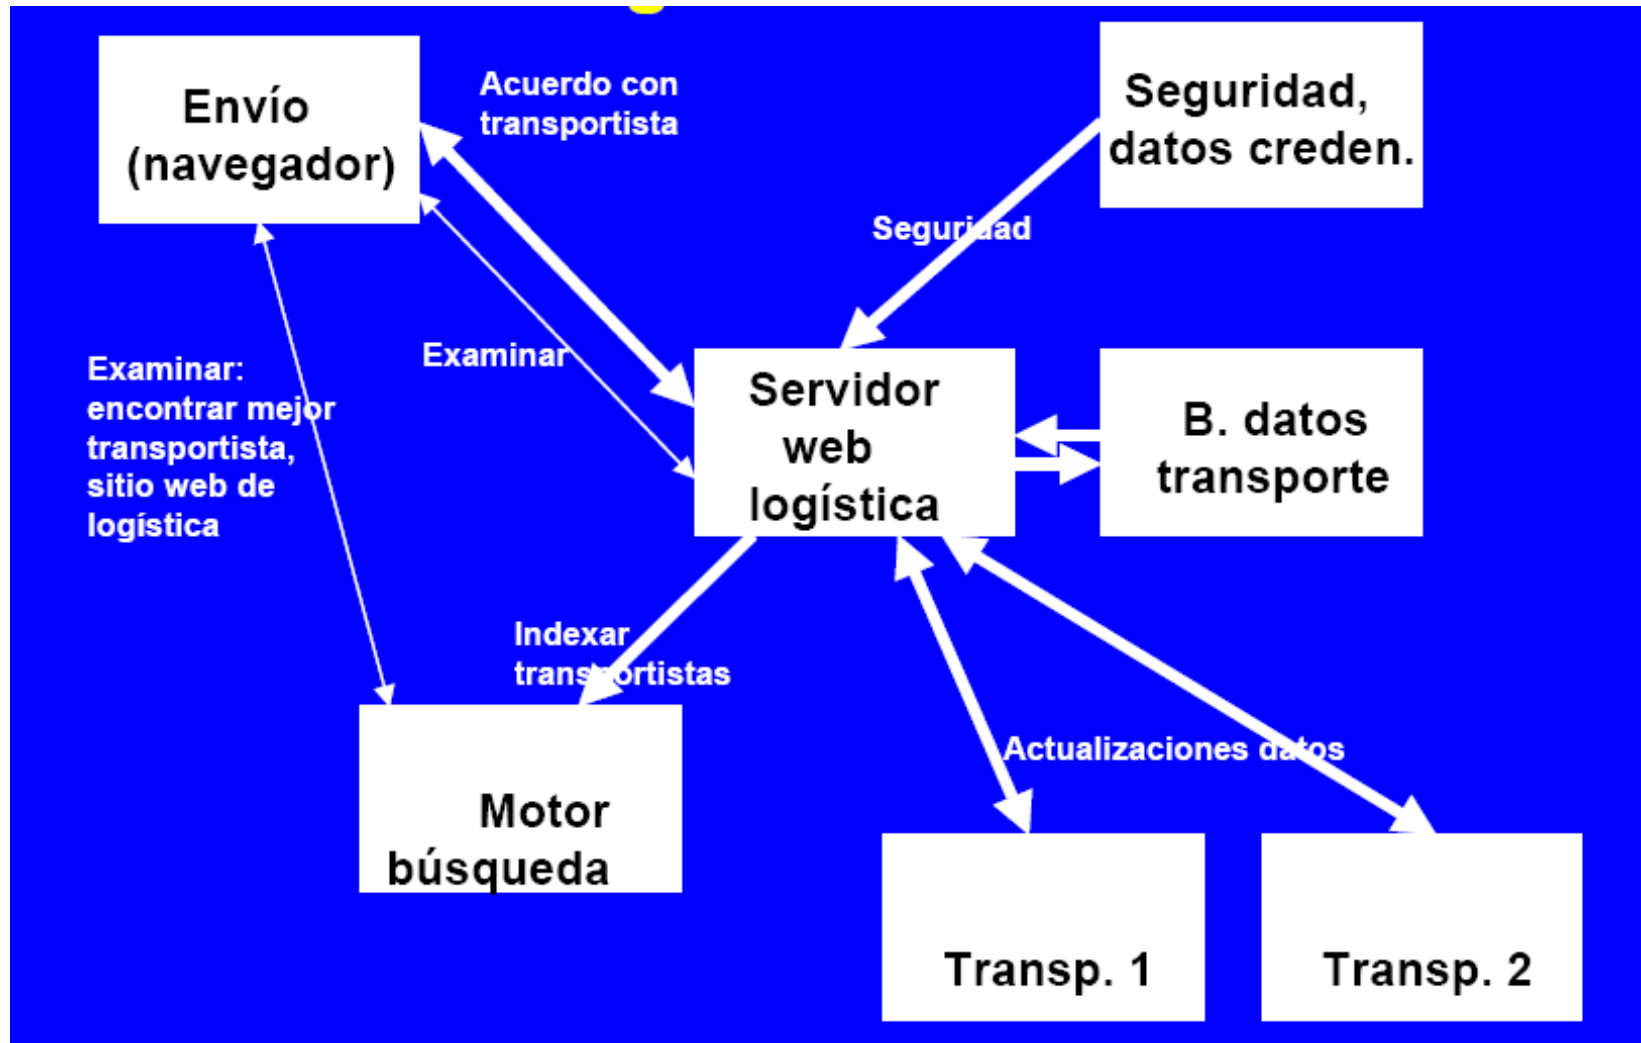 Envío
(navegador)
Acuerdo con
transportista
Seguridad,
datos creden.
Seguridad
Examinar
Examinar:
encontrar mejor
transportista,
sitio web de
logística
Servidor
web
logística
B. datos
transporte
Indexar
transportistas
Actualizaciones datos
Motor
búsqueda
Transp. 1
Transp. 2